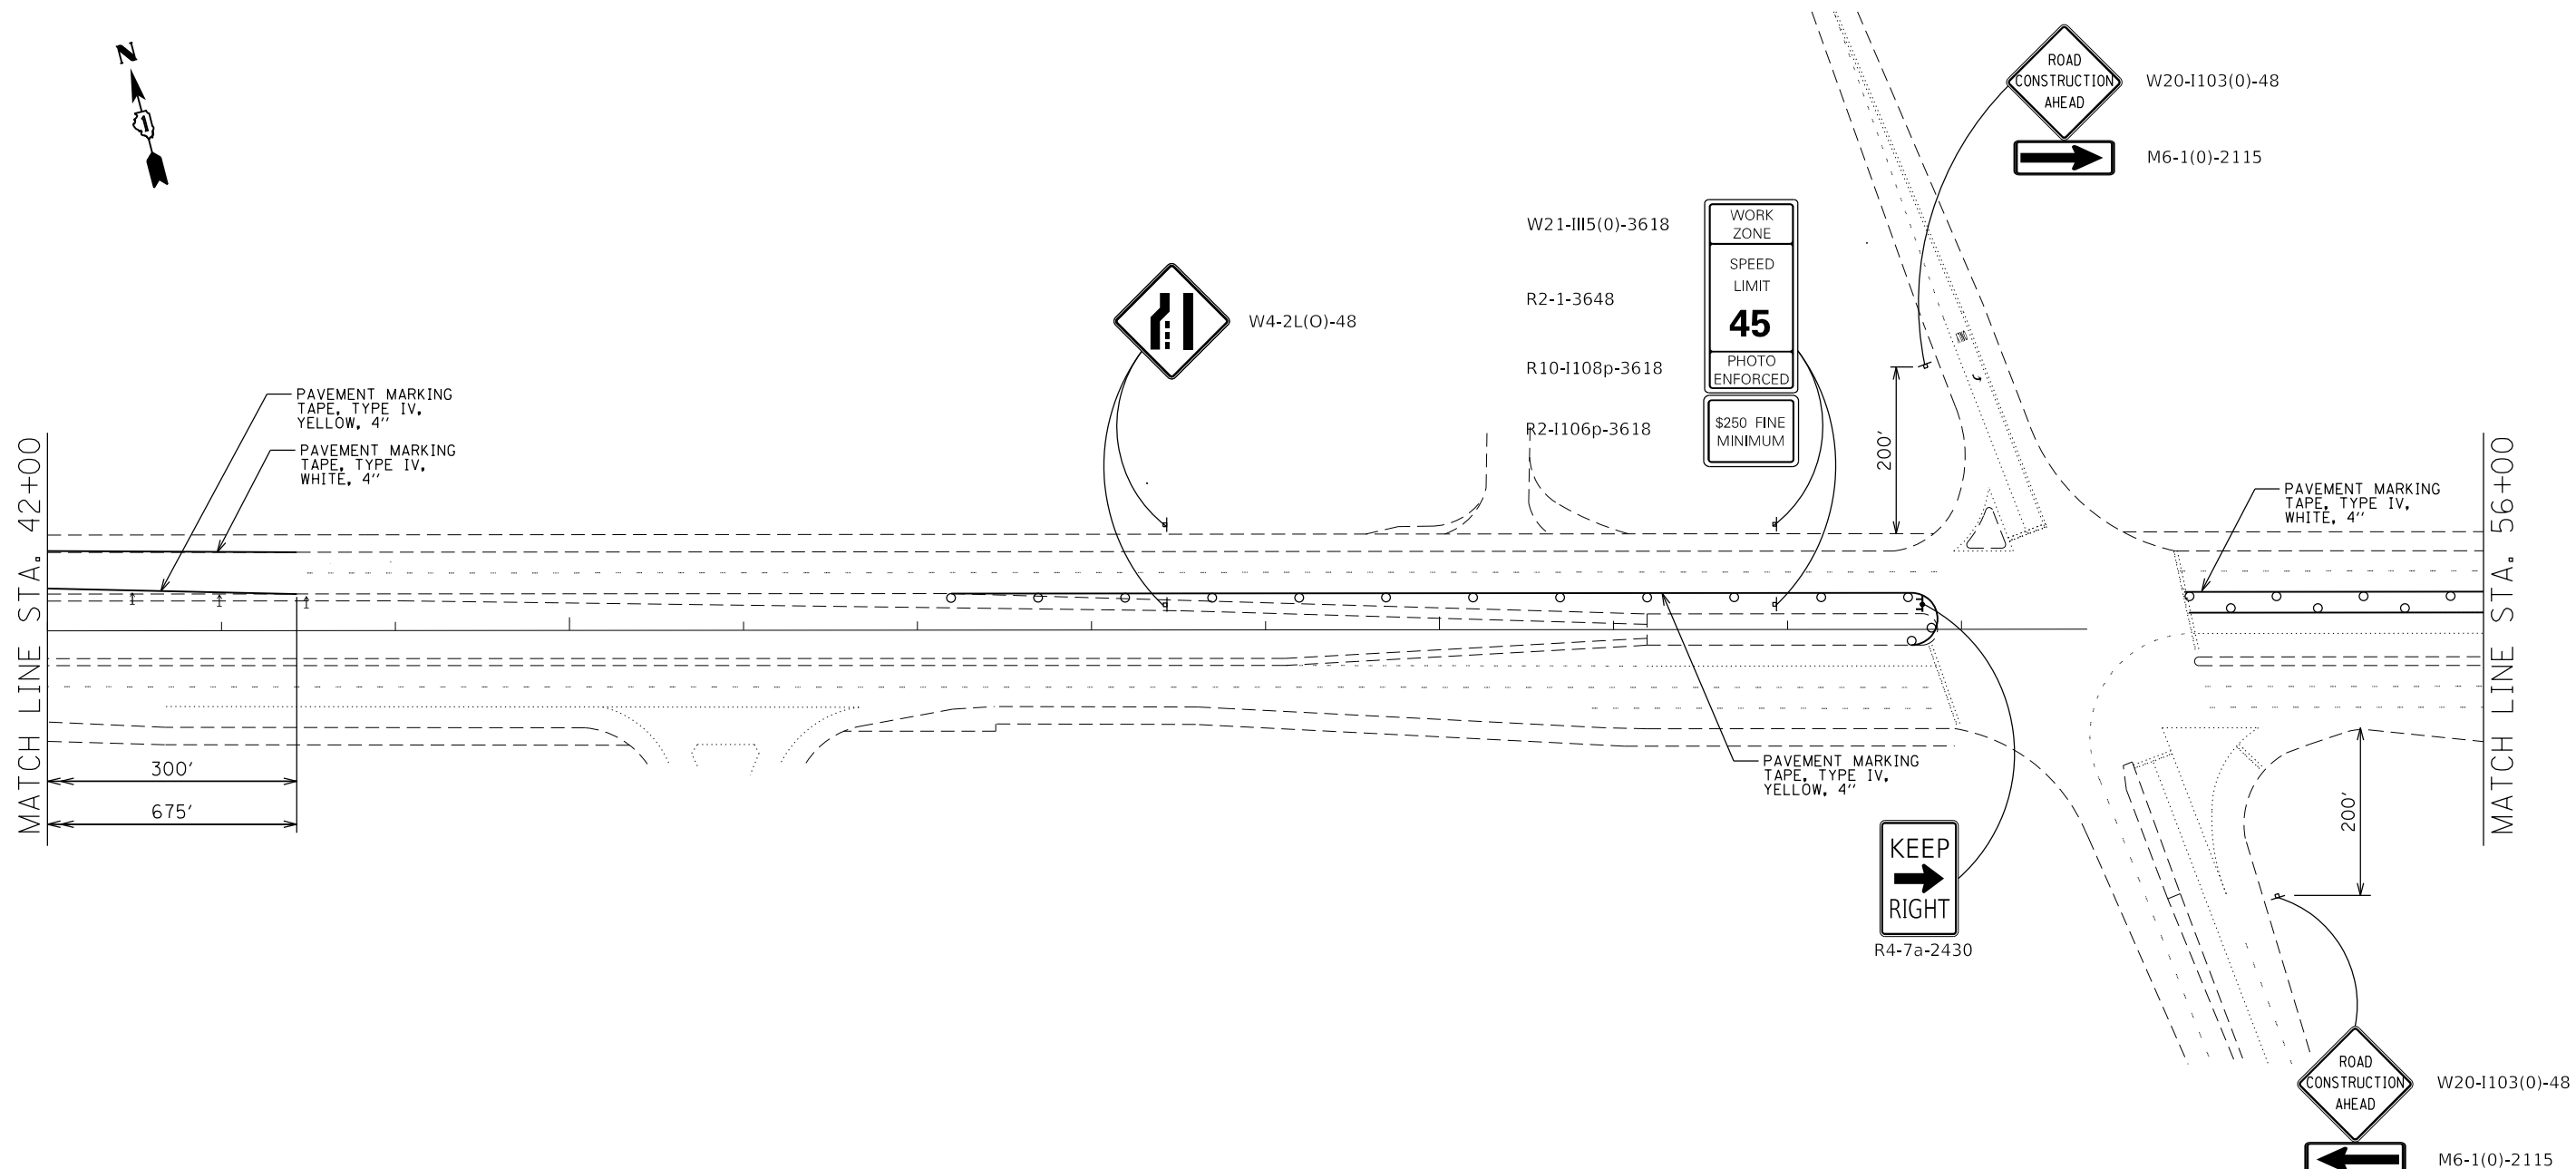 N
ROAD
CONSTRUCTION
AHEAD
W20-I103(0)-48
M6-1(0)-2115
W21-III5(0)-3618
WORK
ZONE
SPEED
LIMIT
45
R2-1-3648
PHOTO
ENFORCED
R10-I108p-3618
$250 FINE
MINIMUM
R2-I106p-3618
W4-2L(O)-48
PAVEMENT MARKING
TAPE, TYPE IV,
YELLOW, 4"
PAVEMENT MARKING
TAPE, TYPE IV,
WHITE, 4"
MATCH LINE STA. 42+00
200'
PAVEMENT MARKING
TAPE, TYPE IV,
WHITE, 4"
MATCH LINE STA. 56+00
300'
675'
PAVEMENT MARKING
TAPE, TYPE IV,
YELLOW, 4"
200'
KEEP
RIGHT
R4-7a-2430
ROAD
CONSTRUCTION
AHEAD
W20-I103(0)-48
M6-1(0)-2115